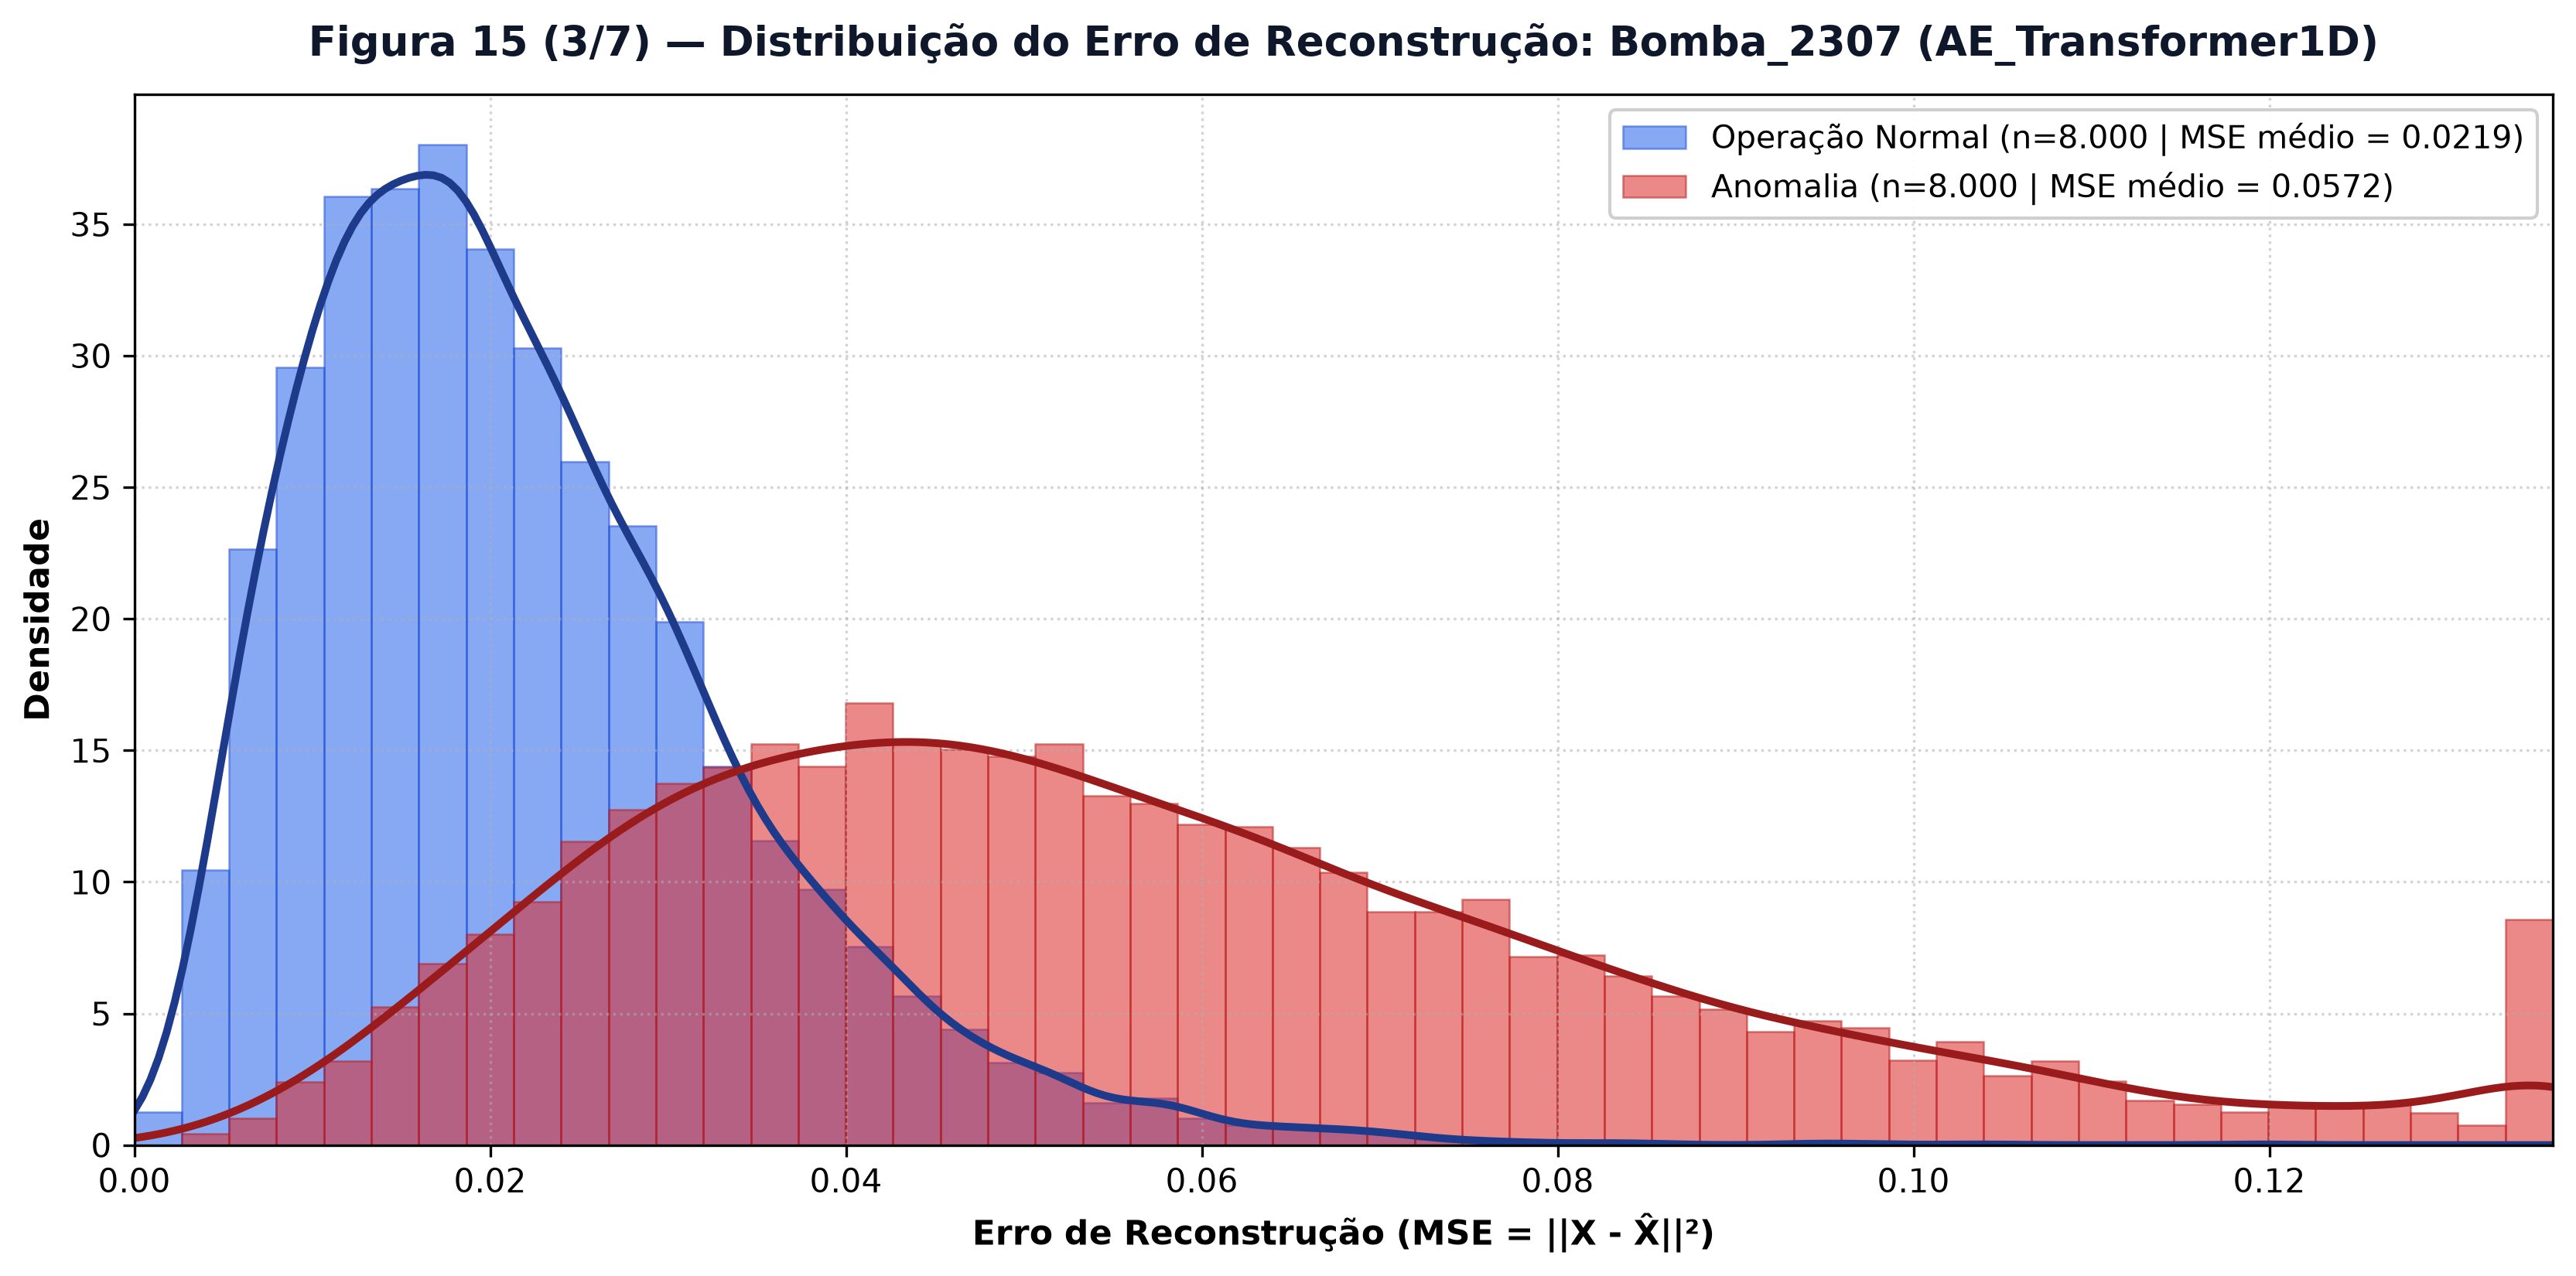 Figura 15 (3/7) — Distribuição do Erro de Reconstrução: Bomba_2307 (AE_Transformer1D)
Operação Normal (n=8.000 | MSE médio = 0.0219)
Anomalia (n=8.000 | MSE médio = 0.0572)
Densidade
35
30
25
20
15
10
5
0
0.00 0.02 0.04 0.06 0.08 0.10 0.12
Erro de Reconstrução (MSE = ||X - X̂||²)